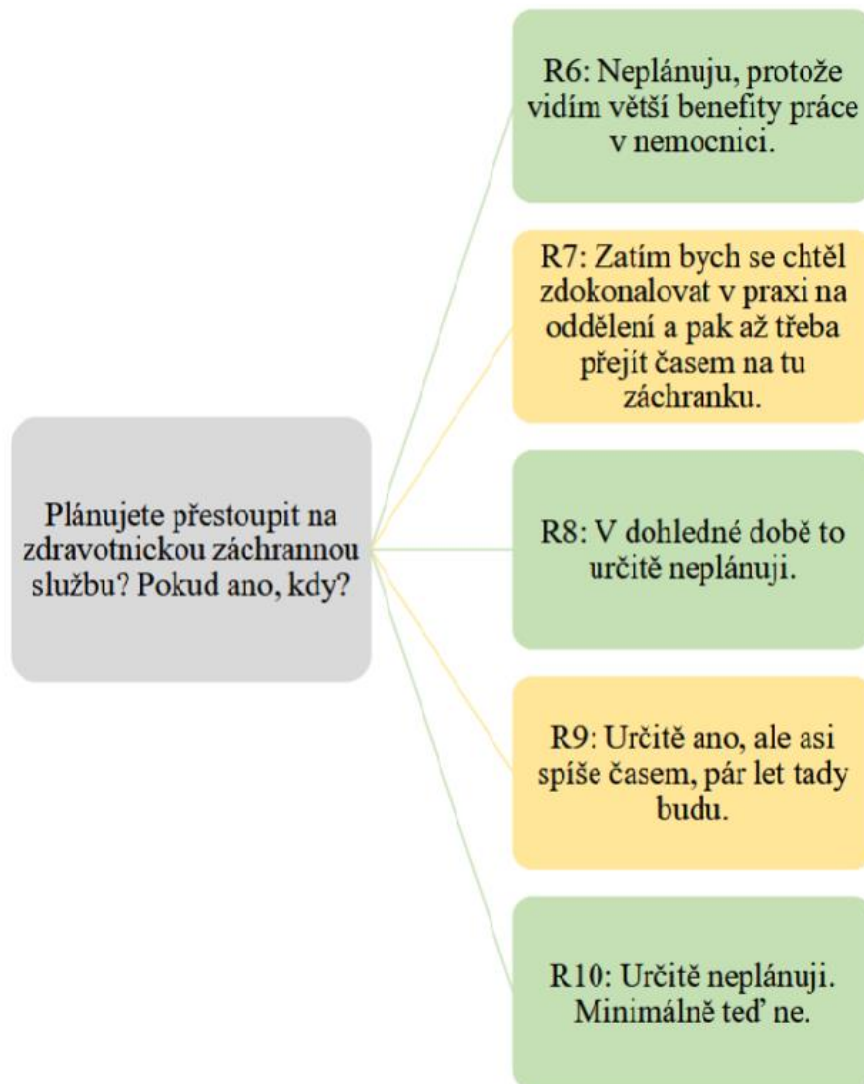 Plánujete přestoupit na
zdravotnickou záchrannou
službu? Pokud ano, kdy?
R6: Neplánuju, protože
vidím větší benefity práce
v nemocnici.
R7: Zatím bych se chtěl
zdokonalovat v praxi na
oddělení a pak až třeba
přejít časem na tu
záchranku.
R8: V dohledné době to
určitě neplánuji.
R9: Určitě ano, ale asi
spíše časem, pár let tady
budu.
R10: Určitě neplánuji.
Minimálně teď ne.